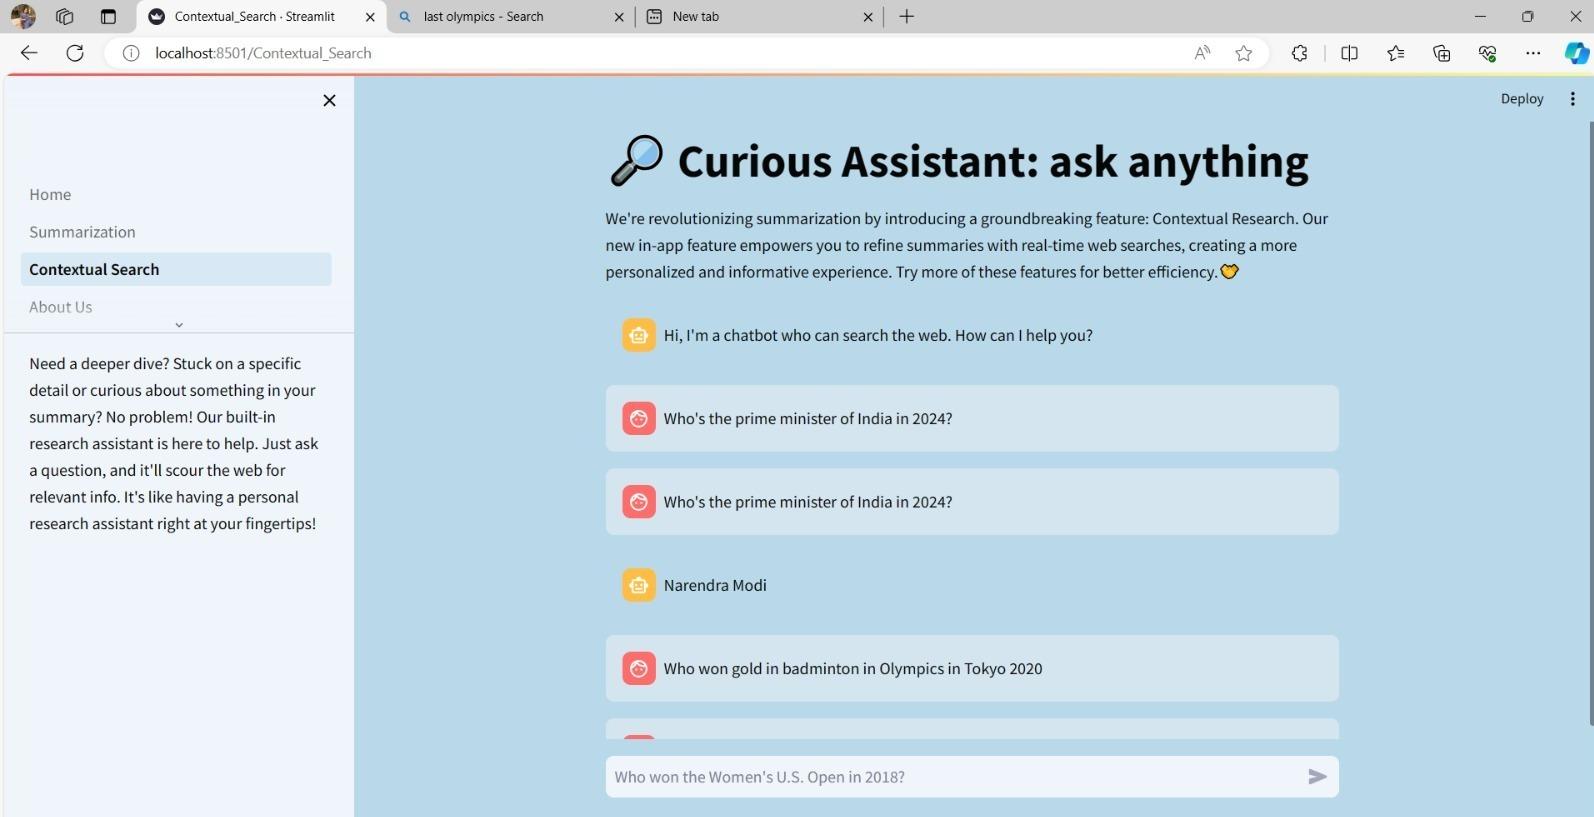 Contextual_Search · Streamlit
last olympics - Search
New tab
localhost:8501/Contextual_Search
Deploy
Home
Summarization
Contextual Search
About Us
Need a deeper dive? Stuck on a specific
detail or curious about something in your
summary? No problem! Our built-in
research assistant is here to help. Just ask
a question, and it'll scour the web for
relevant info. It's like having a personal
research assistant right at your fingertips!
Curious Assistant: ask anything
We're revolutionizing summarization by introducing a groundbreaking feature: Contextual Research. Our
new in-app feature empowers you to refine summaries with real-time web searches, creating a more
personalized and informative experience. Try more of these features for better efficiency.
Hi, I'm a chatbot who can search the web. How can I help you?
Who's the prime minister of India in 2024?
Who's the prime minister of India in 2024?
Narendra Modi
Who won gold in badminton in Olympics in Tokyo 2020
Who won the Women's U.S. Open in 2018?